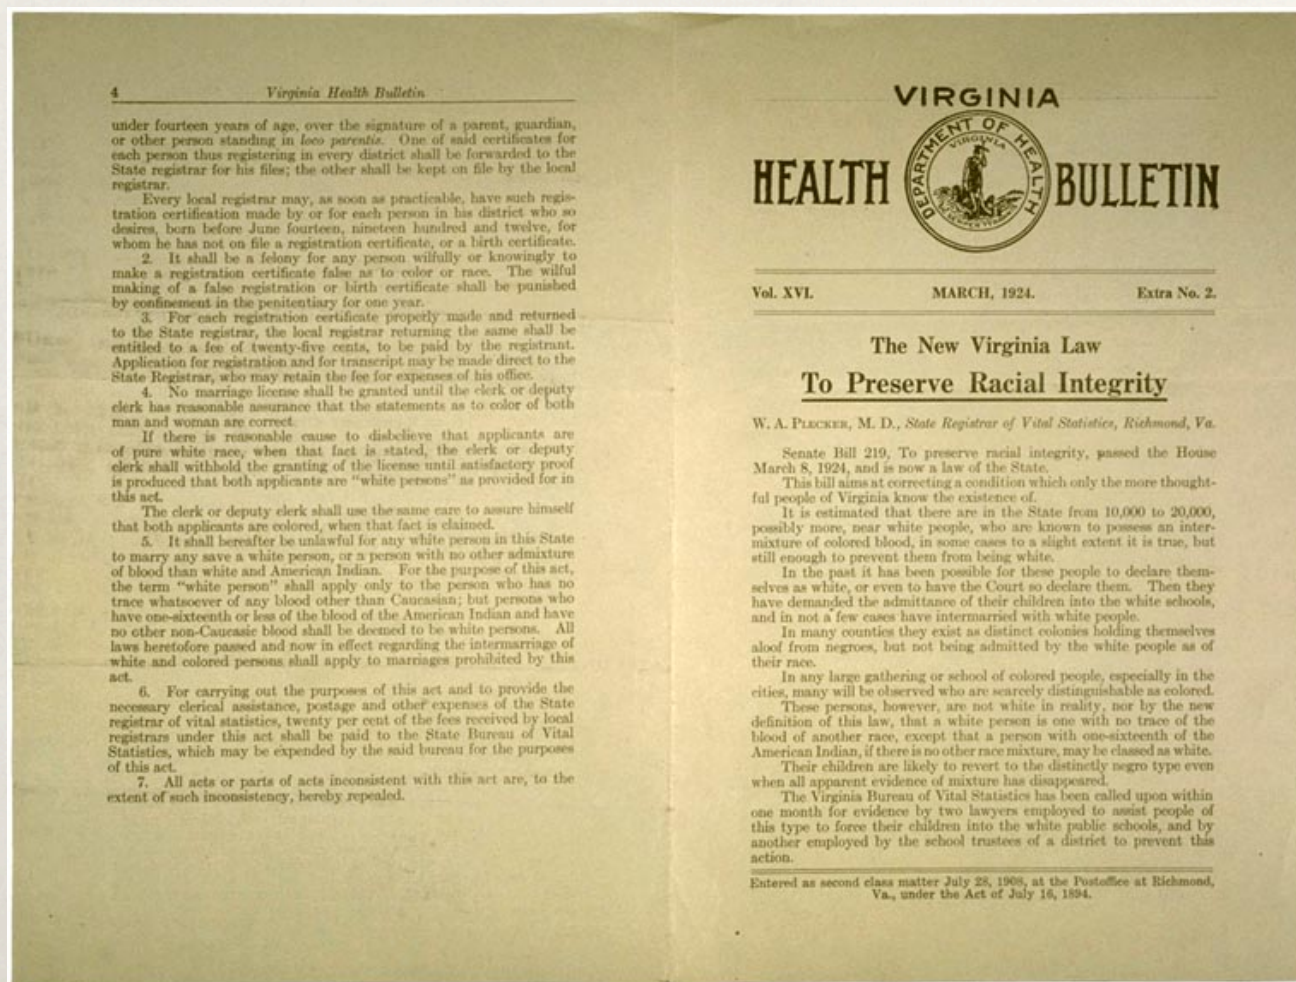 4 Virginia Health Bulletin
under fourteen years of age, over the signature of a parent, guardian,
or other person standing in loco parentis. One of said certificates for
each person thus registering in every district shall be forwarded to the
State registrar for his files; the other shall be kept on file by the local
registrar.
Every local registrar may, as soon as practicable, have such regis-
tration certification made by or for each person in his district who so
desires, born before June fourteen, nineteen hundred and twelve, for
whom he has not on file a registration certificate, or a birth certificate.
2. It shall be a felony for any person wilfully or knowingly to
make a registration certificate false as to color or race. The wilful
making of a false registration or birth certificate shall be punished
by confinement in the penitentiary for one year.
3. For each registration certificate properly made and returned
to the State registrar, the local registrar returning the same shall be
entitled to a fee of twenty-five cents, to be paid by the registrant.
Application for registration and for transcript may be made direct to the
State Registrar, who may retain the fee for expenses of his office.
4. No marriage license shall be granted until the clerk or deputy
clerk has reasonable assurance that the statements as to color of both
man and woman are correct.
If there is reasonable cause to disbelieve that applicants are
of pure white race, when that fact is stated, the clerk or deputy
clerk shall withhold the granting of the license until satisfactory proof
is produced that both applicants are "white persons" as provided for in
this act.
The clerk or deputy clerk shall use the same care to assure himself
that both applicants are colored, when that fact is claimed.
5. It shall hereafter be unlawful for any white person in this State
to marry any save a white person, or a person with no other admixture
of blood than white and American Indian. For the purpose of this act,
the term "white person" shall apply only to the person who has no
trace whatsoever of any blood other than Caucasian; but persons who
have one-sixteenth or less of the blood of the American Indian and have
no other non-Caucasic blood shall be deemed to be white persons. All
laws heretofore passed and now in effect regarding the intermarriage of
white and colored persons shall apply to marriages prohibited by this
act.
6. For carrying out the purposes of this act and to provide the
necessary clerical assistance, postage and other expenses of the State
registrar of vital statistics, twenty per cent of the fees received by local
registrars under this act shall be paid to the State Bureau of Vital
Statistics, which may be expended by the said bureau for the purposes
of this act.
7. All acts or parts of acts inconsistent with this act are, to the
extent of such inconsistency, hereby repealed.
VIRGINIA
HEALTH BULLETIN
DEPARTMENT OF HEALTH
VIRGINIA
Vol. XVI. MARCH, 1924. Extra No. 2.
The New Virginia Law
To Preserve Racial Integrity
W. A. PLECKER, M. D., State Registrar of Vital Statistics, Richmond, Va.
Senate Bill 219, To preserve racial integrity, passed the House
March 8, 1924, and is now a law of the State.
This bill aims at correcting a condition which only the more thought-
ful people of Virginia know the existence of.
It is estimated that there are in the State from 10,000 to 20,000,
possibly more, near white people, who are known to possess an inter-
mixture of colored blood, in some cases to a slight extent it is true, but
still enough to prevent them from being white.
In the past it has been possible for these people to declare them-
selves as white, or even to have the Court so declare them. Then they
have demanded the admittance of their children into the white schools,
and in not a few cases have intermarried with white people.
In many counties they exist as distinct colonies holding themselves
aloof from negroes, but not being admitted by the white people as of
their race.
In any large gathering or school of colored people, especially in the
cities, many will be observed who are scarcely distinguishable as colored.
These persons, however, are not white in reality, nor by the new
definition of this law, that a white person is one with no trace of the
blood of another race, except that a person with one-sixteenth of the
American Indian, if there is no other race mixture, may be classed as white.
Their children are likely to revert to the distinctly negro type even
when all apparent evidence of mixture has disappeared.
The Virginia Bureau of Vital Statistics has been called upon within
one month for evidence by two lawyers employed to assist people of
this type to force their children into the white public schools, and by
another employed by the school trustees of a district to prevent this
action.
Entered as second class matter July 28, 1908, at the Postoffice at Richmond,
Va., under the Act of July 16, 1894.